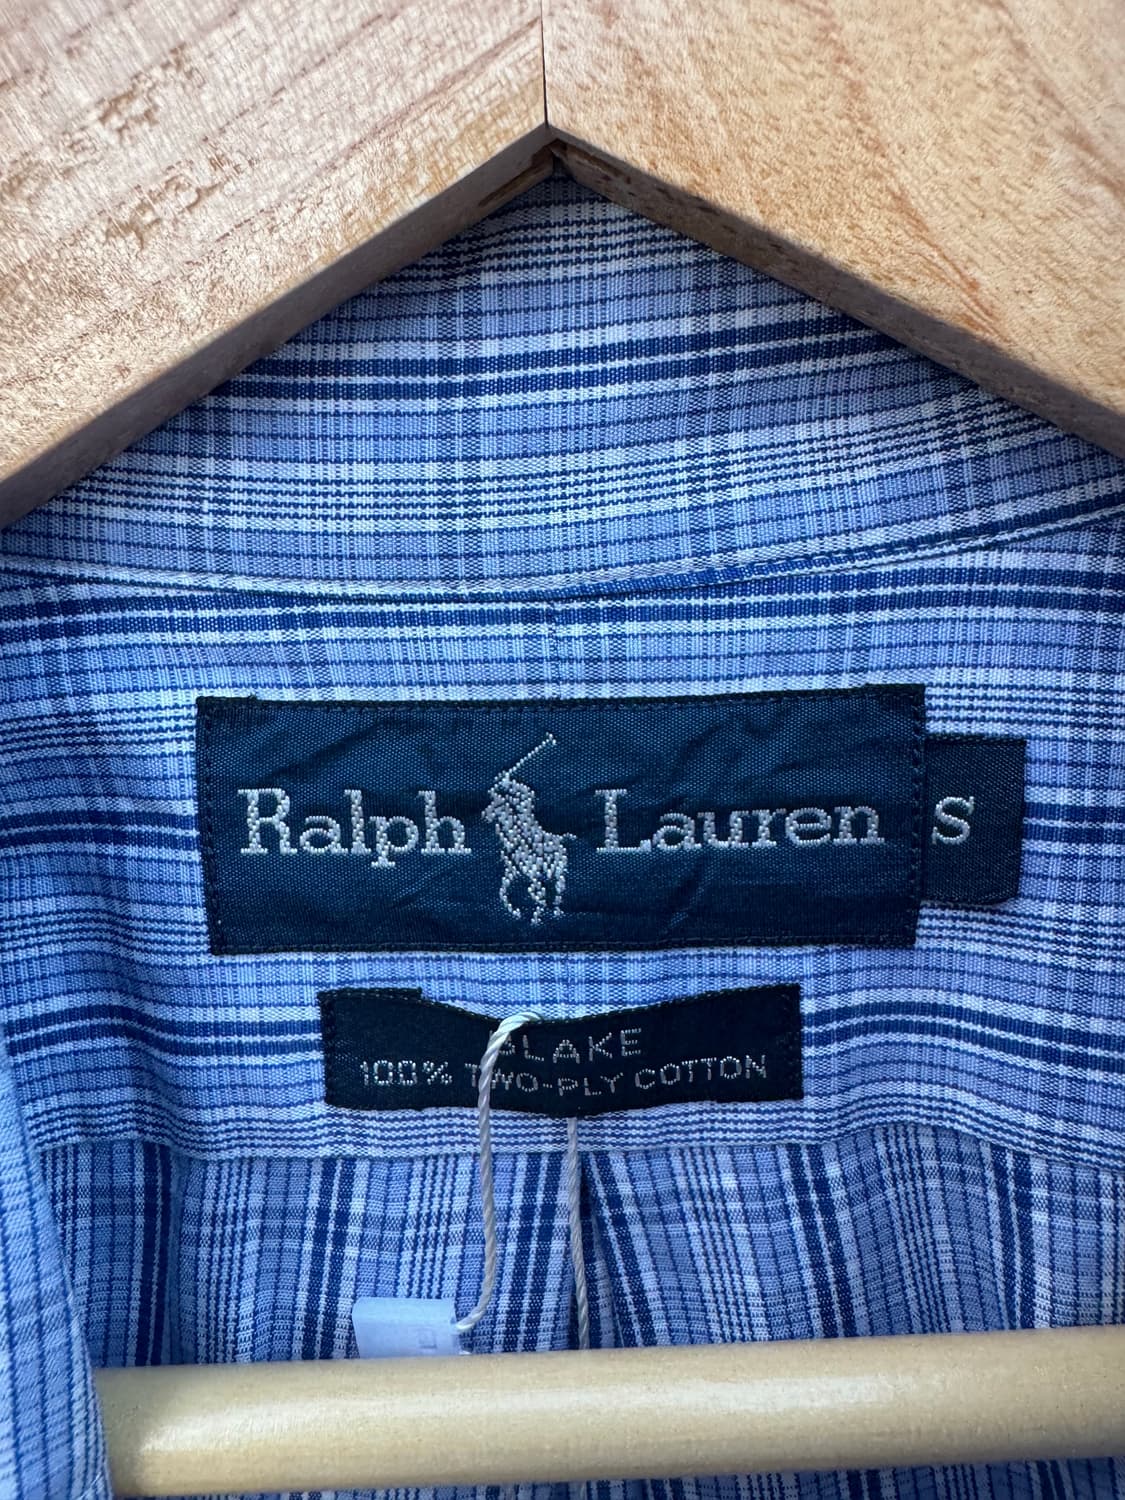 Ralph Lauren S
BLAKE
100% TWO-PLY COTTON